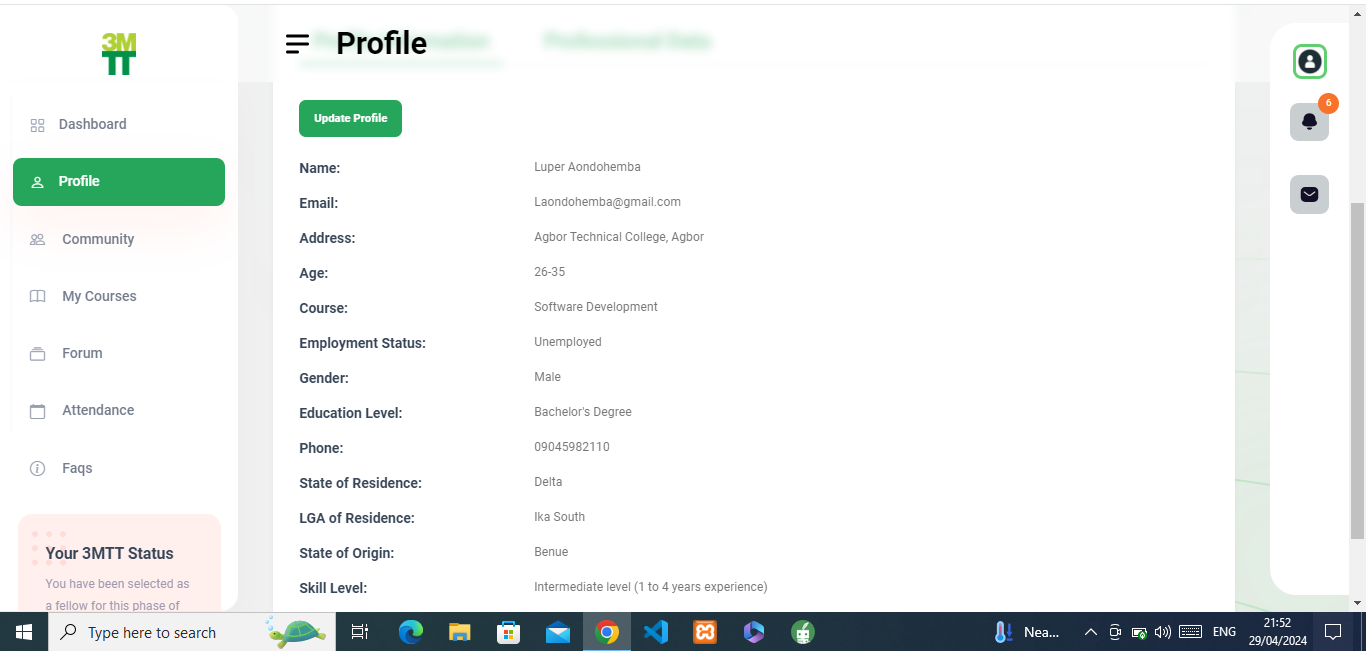 3M
TT
Dashboard
Profile
Community
My Courses
Forum
Attendance
Faqs
Your 3MTT Status
You have been selected as
a fellow for this phase of
Profile
Professional Data
Update Profile
Name: Luper Aondohemba
Email: Laondohemba@gmail.com
Address: Agbor Technical College, Agbor
Age: 26-35
Course: Software Development
Employment Status: Unemployed
Gender: Male
Education Level: Bachelor's Degree
Phone: 09045982110
State of Residence: Delta
LGA of Residence: Ika South
State of Origin: Benue
Skill Level: Intermediate level (1 to 4 years experience)
6
Type here to search
Nea...
ENG
21:52
29/04/2024